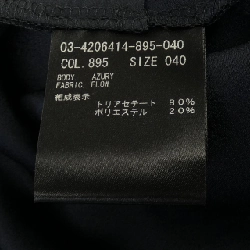 03-4206414-895-040
COL.895 SIZE 040
BODY AZURY
FABRIC FLON
組成表示
トリアセテート 80%
ポリエステル 20%